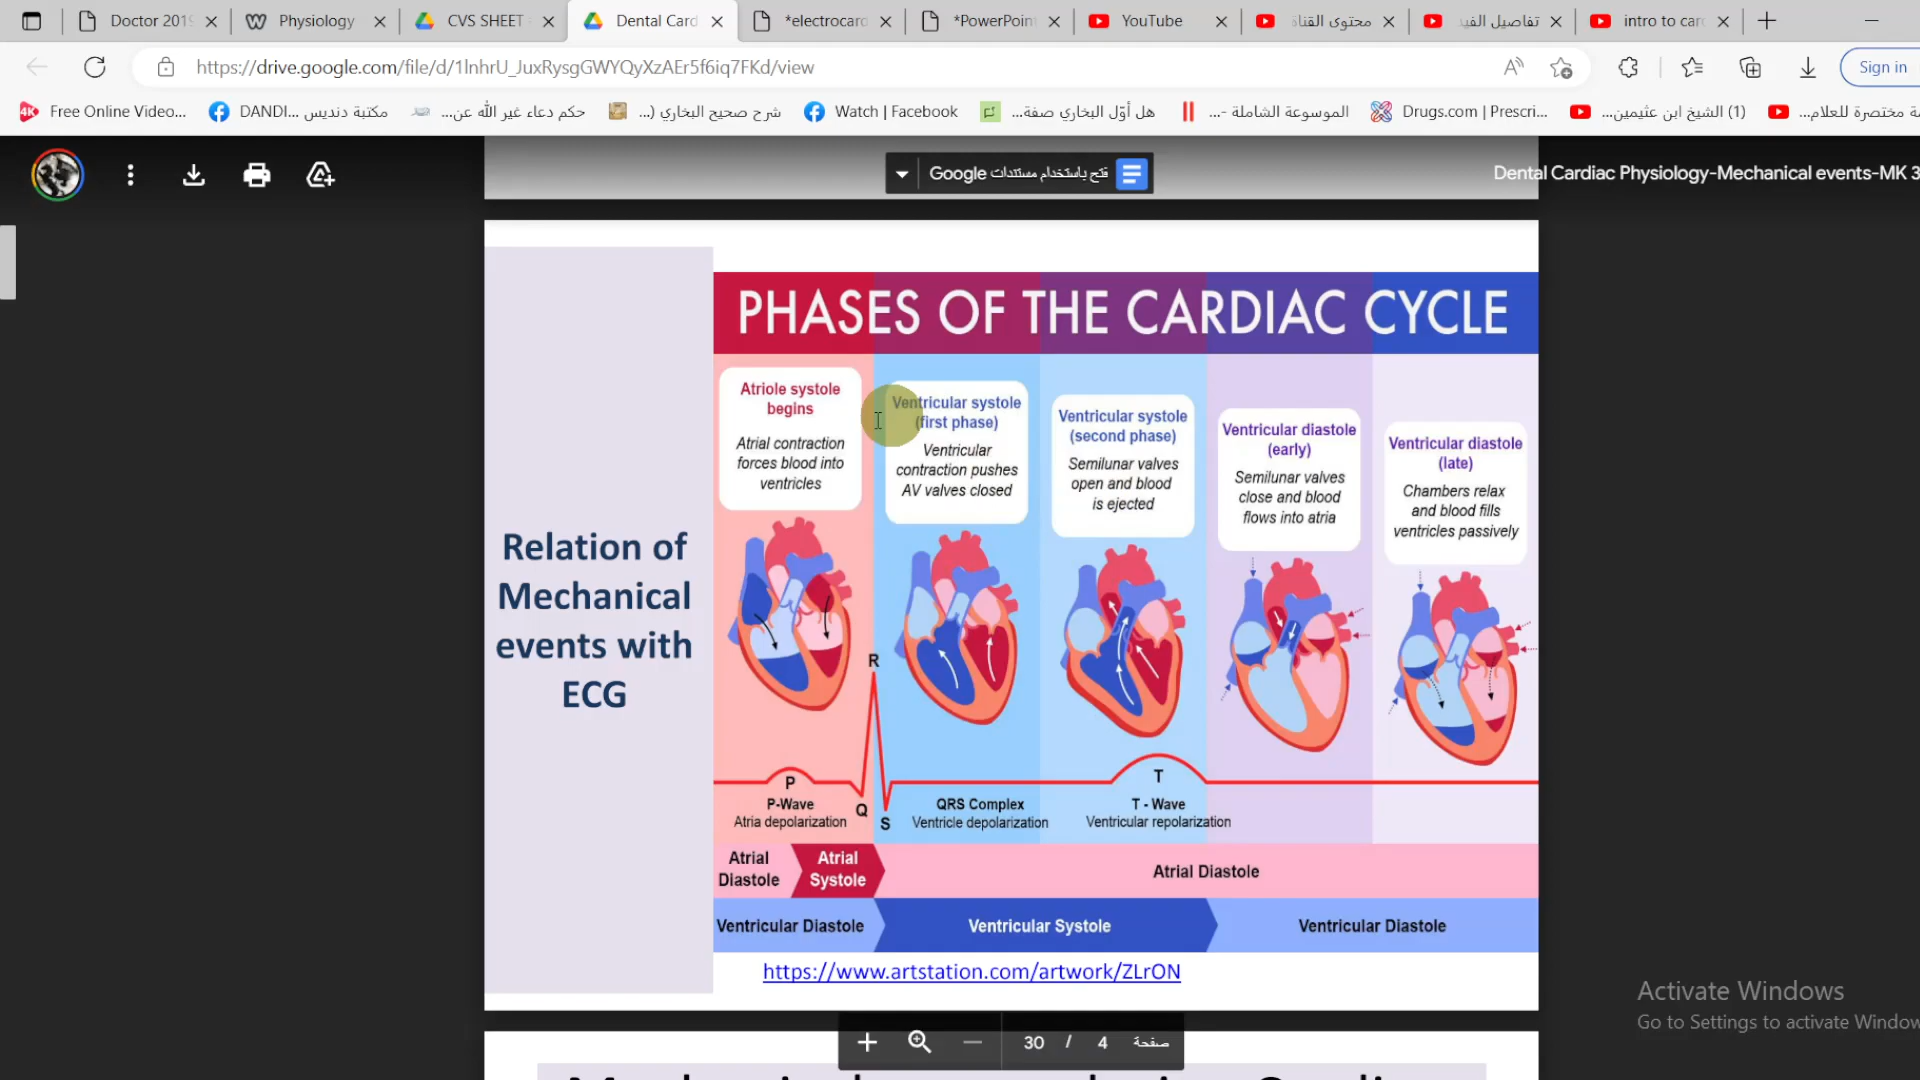 Doctor 2019
Physiology
CVS SHEET -
Dental Card
*electrocard
*PowerPoint
YouTube
محتوى القناة
تفاصيل الفيد
intro to card
https://drive.google.com/file/d/1lnhrU_JuxRysgGWYQyXzAEr5f6iq7FKd/view
Sign in
Free Online Video...
مكتبة دنديس DANDI...
حكم دعاء غير الله عن...
شرح صحيح البخاري (...
Watch | Facebook
هل أوّل البخاري صفة...
الموسوعة الشاملة -...
Drugs.com | Prescri...
(1) الشيخ ابن عثيمين...
مختصرة للعلام...
فتح باستخدام مستندات Google
Dental Cardiac Physiology-Mechanical events-MK 3
PHASES OF THE CARDIAC CYCLE
Relation of
Mechanical
events with
ECG
Atriole systole
begins
Atrial contraction
forces blood into
ventricles
Ventricular systole
(first phase)
Ventricular
contraction pushes
AV valves closed
Ventricular systole
(second phase)
Semilunar valves
open and blood
is ejected
Ventricular diastole
(early)
Semilunar valves
close and blood
flows into atria
Ventricular diastole
(late)
Chambers relax
and blood fills
ventricles passively
R
P
Q
S
T
P-Wave
Atria depolarization
QRS Complex
Ventricle depolarization
T - Wave
Ventricular repolarization
Atrial
Diastole
Atrial
Systole
Atrial Diastole
Ventricular Diastole
Ventricular Systole
Ventricular Diastole
https://www.artstation.com/artwork/ZLrON
Activate Windows
Go to Settings to activate Window
صفحة 4 / 30